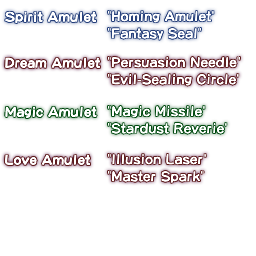 Spirit Amulet "Homing Amulet"
"Fantasy Seal"
Dream Amulet "Persuasion Needle"
"Evil-Sealing Circle"
Magic Amulet "Magic Missile"
"Stardust Reverie"
Love Amulet "Illusion Laser"
"Master Spark"